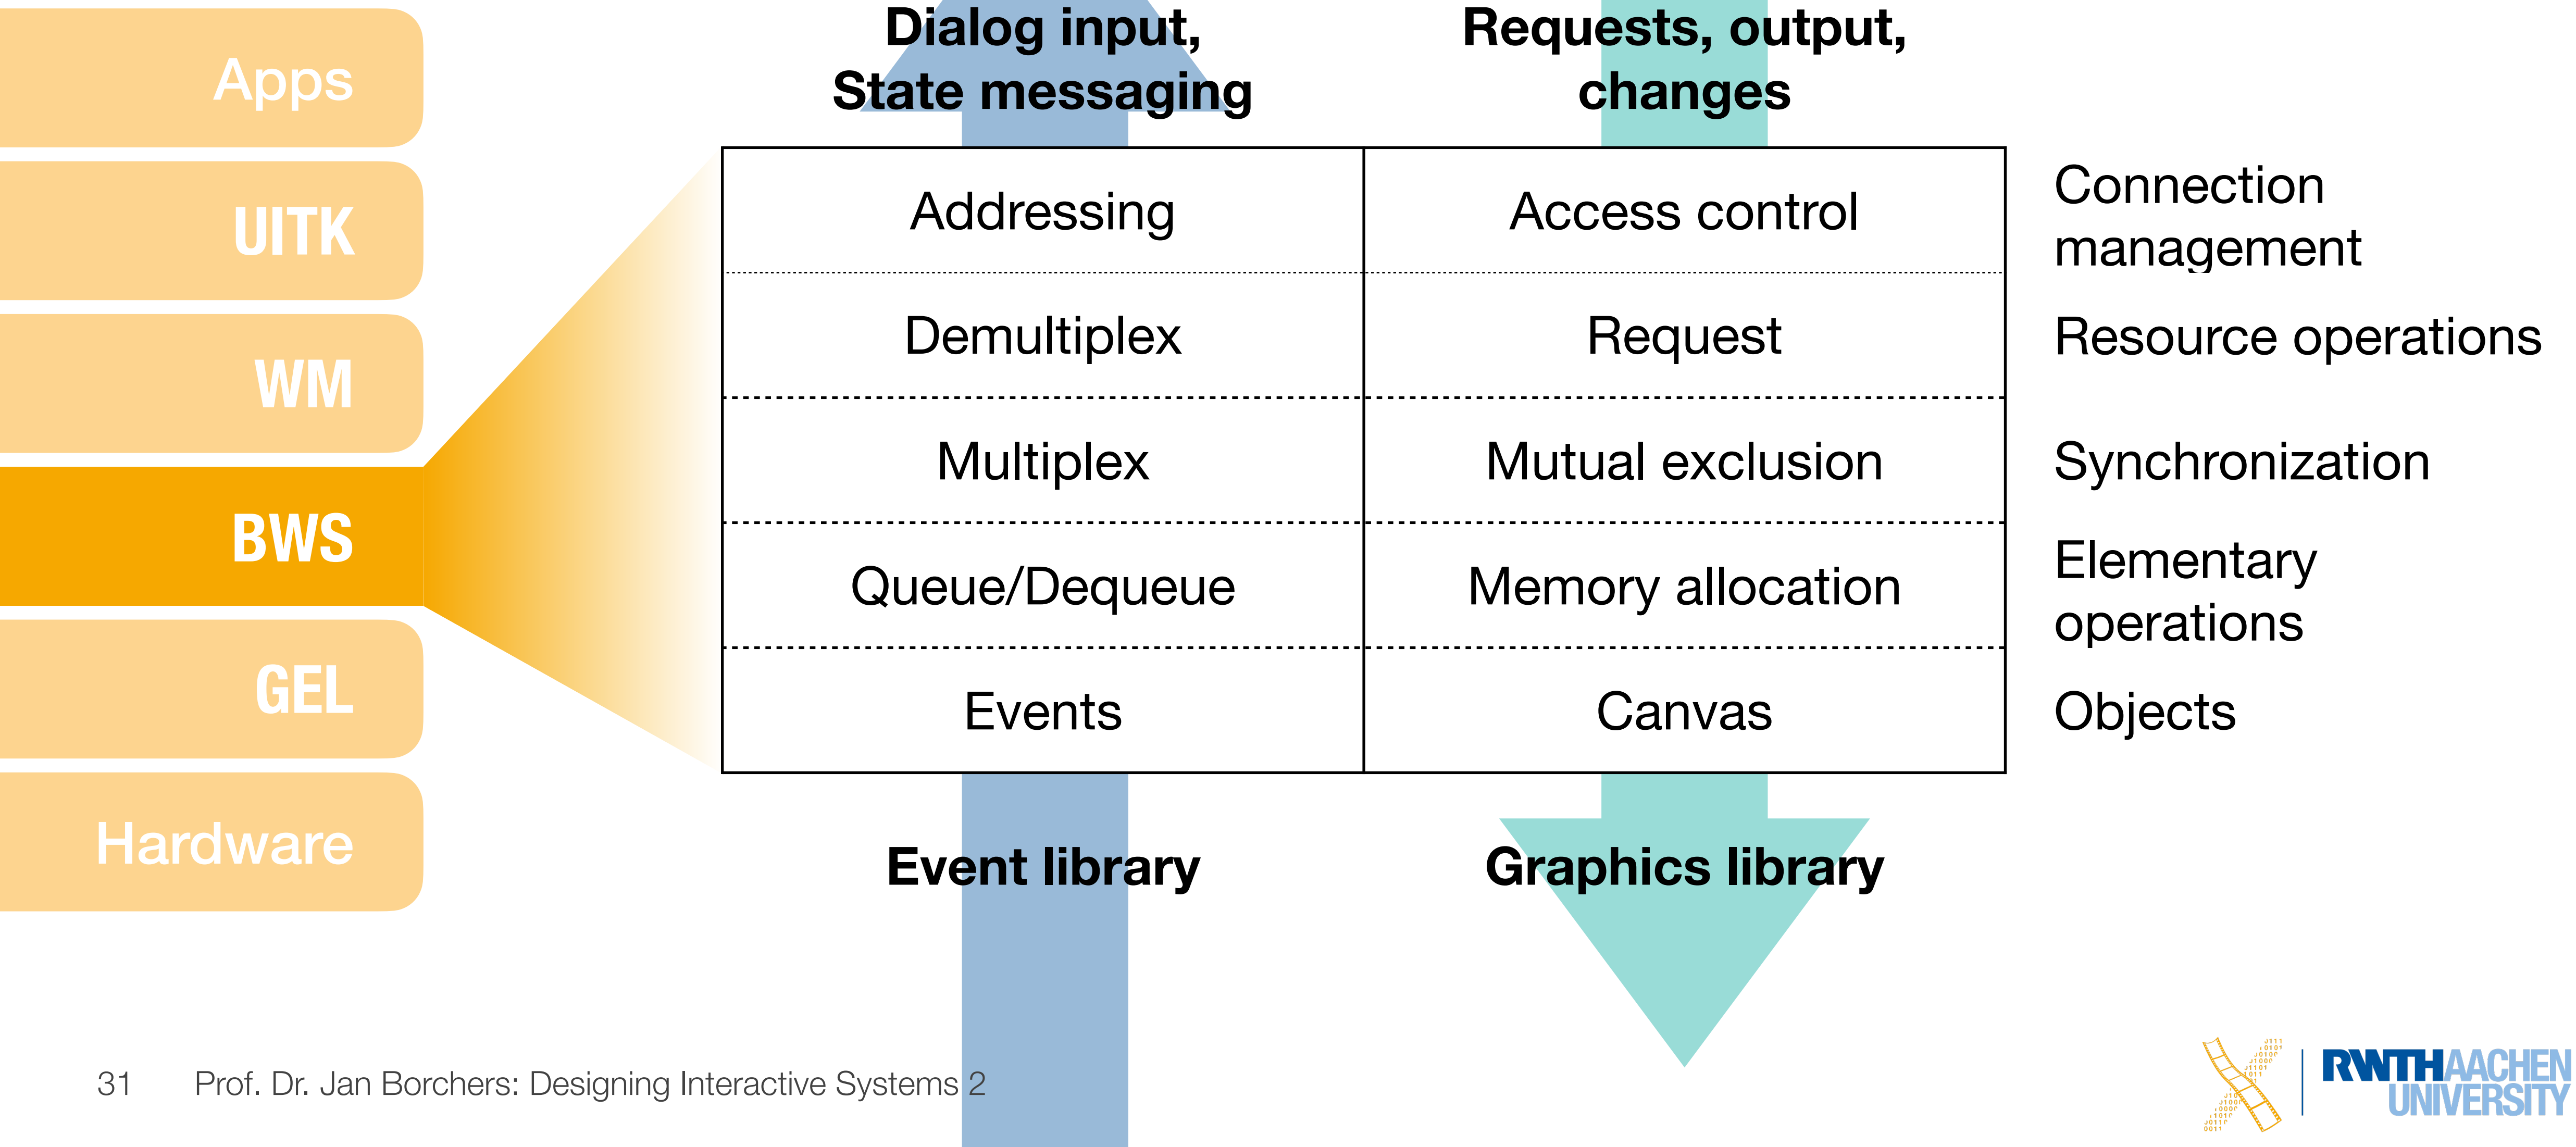 Apps
UITK
WM
BWS
GEL
Hardware
Dialog input,
State messaging
Requests, output,
changes
Addressing
Access control
Connection
management
Demultiplex
Request
Resource operations
Multiplex
Mutual exclusion
Synchronization
Queue/Dequeue
Memory allocation
Elementary
operations
Events
Canvas
Objects
Event library
Graphics library
31 Prof. Dr. Jan Borchers: Designing Interactive Systems 2
RWTHAACHEN
UNIVERSITY